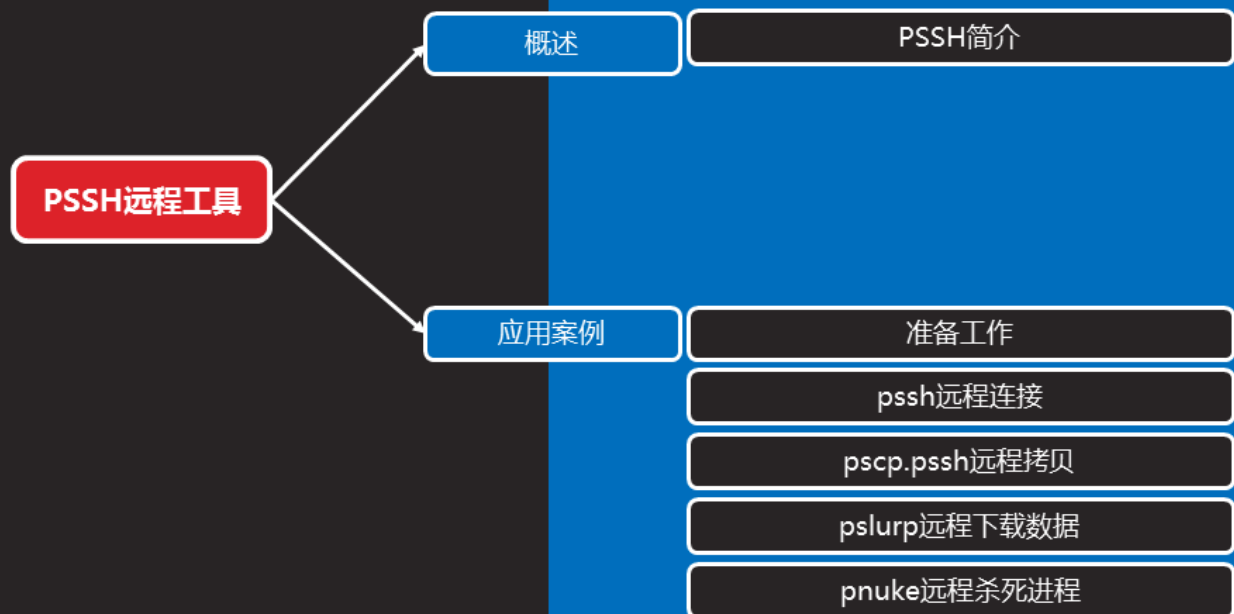 PSSH远程工具
概述
PSSH简介
应用案例
准备工作
pssh远程连接
pscp.pssh远程拷贝
pslurp远程下载数据
pnuke远程杀死进程